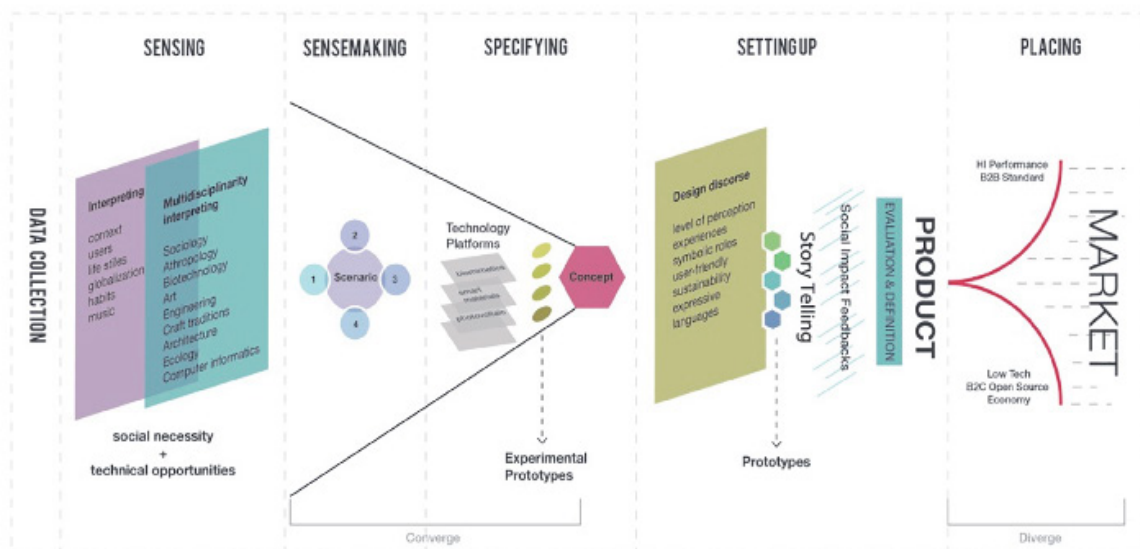 SENSING
SENSEMAKING
SPECIFYING
SETTING UP
PLACING
DATA COLLECTION
Interpreting
context
users
life stiles
globalization
habits
music
Multidisciplinarity
interpreting
Sociology
Athropology
Biotechnology
Art
Engineering
Craft traditions
Architecture
Ecology
Computer informatics
social necessity
+
technical opportunities
1
2
3
4
Scenario
Technology
Platforms
smart
materials
Concept
Experimental
Prototypes
Converge
Design discorse
level of perception
experiences
symbolic roles
user-friendly
sustainability
expressive
languages
Story Telling
Prototypes
Social Impact Feedbacks
EVALUATION & DEFINITION
PRODUCT
HI Performance
B2B Standard
MARKET
Low Tech
B2C Open Source
Economy
Diverge